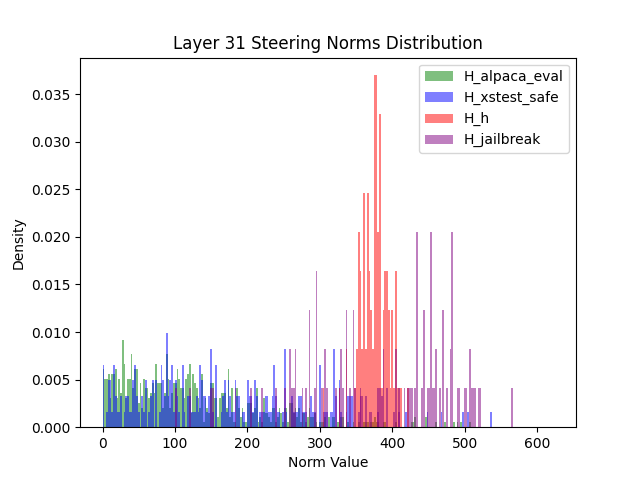 Layer 31 Steering Norms Distribution
H_alpaca_eval
H_xstest_safe
H_h
H_jailbreak
0.035
0.030
0.025
0.020
0.015
0.010
0.005
0.000
Density
0 100 200 300 400 500 600
Norm Value